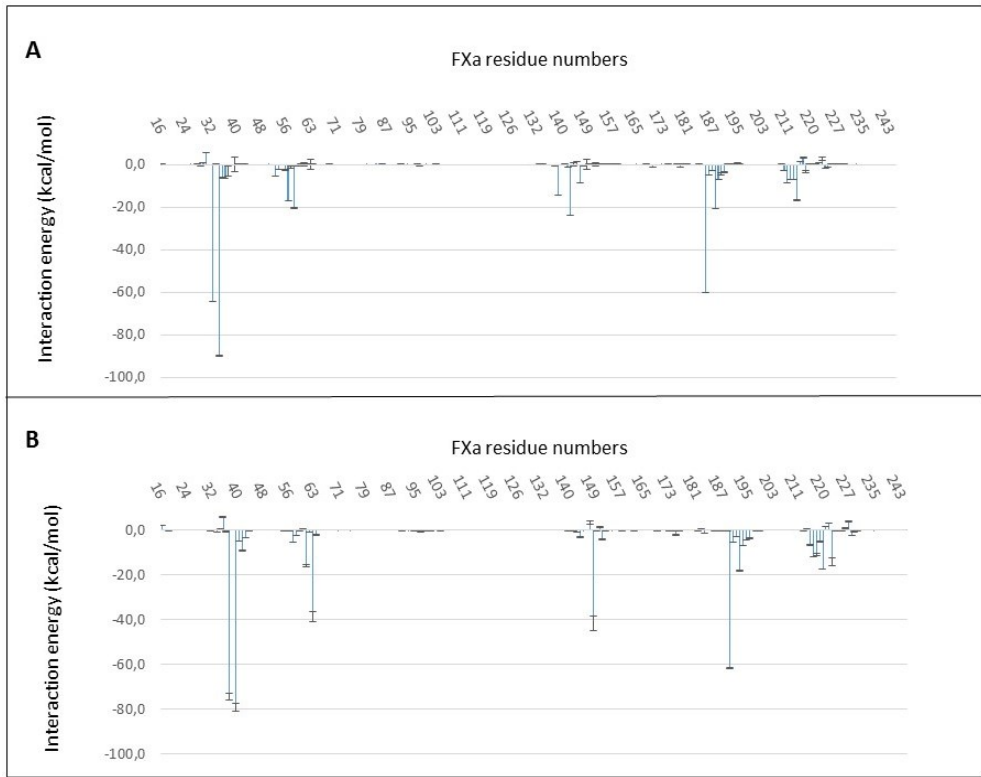 A
FXa residue numbers
16 24 32 40 48 56 63 71 79 87 95 103 111 119 126 132 140 149 157 165 173 181 187 195 203 211 220 227 235 243
Interaction energy (kcal/mol)
0,0
-20,0
-40,0
-60,0
-80,0
-100,0
B
FXa residue numbers
16 24 32 40 48 56 63 71 79 87 95 103 111 119 126 132 140 149 157 165 173 181 187 195 203 211 220 227 235 243
Interaction energy (kcal/mol)
0,0
-20,0
-40,0
-60,0
-80,0
-100,0